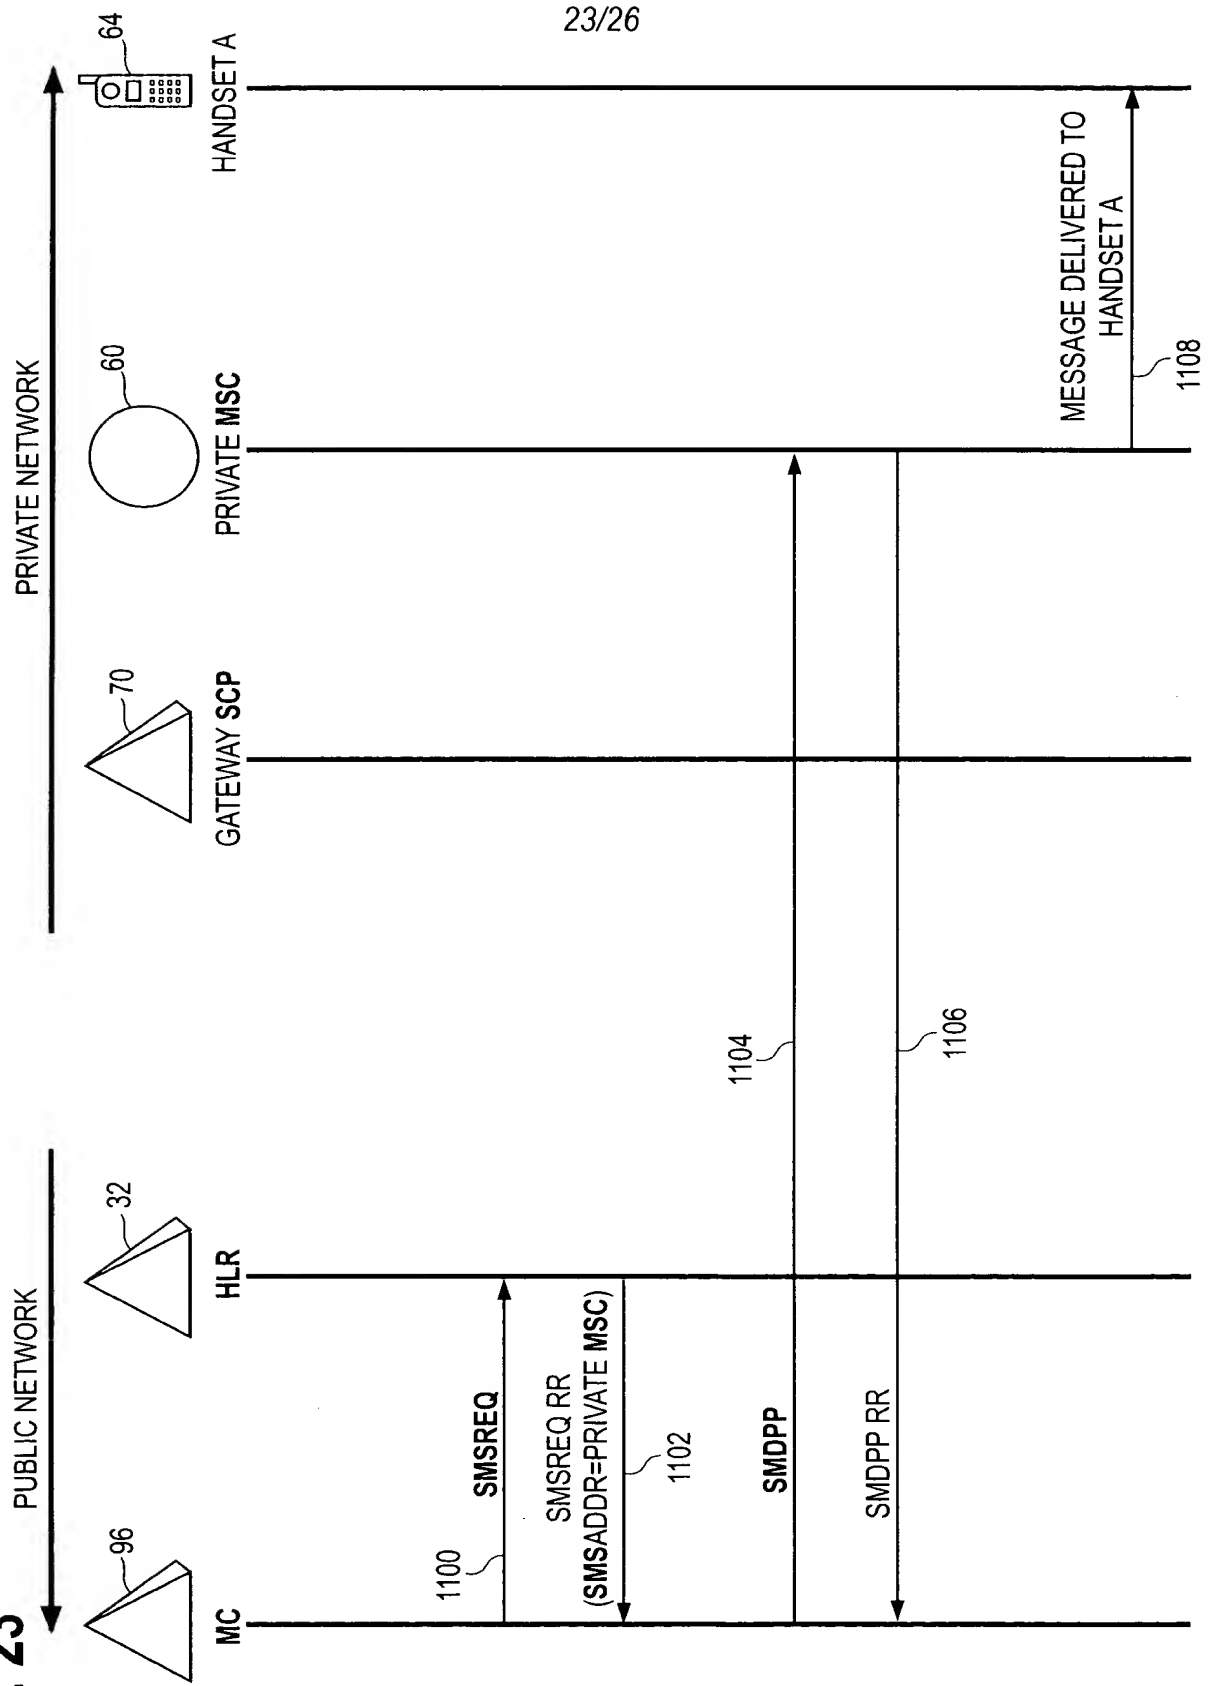 23/26
23
PUBLIC NETWORK
PRIVATE NETWORK
96
32
70
60
64
MC
HLR
GATEWAY SCP
PRIVATE MSC
HANDSET A
SMSREQ
1100
SMSREQ RR
(SMSADDR=PRIVATE MSC)
1102
SMDPP
1104
SMDPP RR
1106
MESSAGE DELIVERED TO
HANDSET A
1108